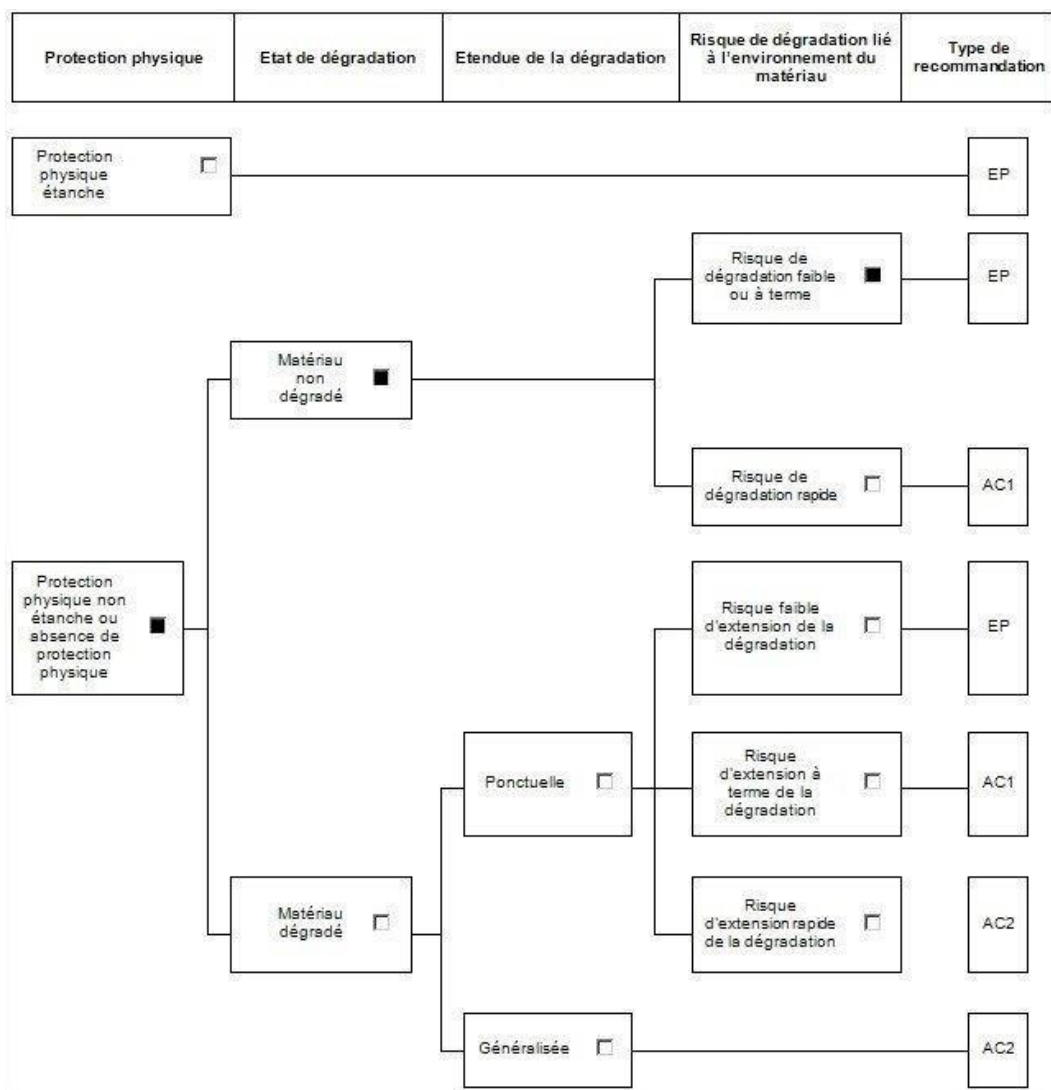 Protection physique
Etat de dégradation
Etendue de la dégradation
Risque de dégradation lié
à l'environnement du
matériau
Type de
recommandation
Protection
physique
étanche
EP
Risque de
dégradation faible
ou à terme
EP
Matériau
non
dégradé
Risque de
dégradation rapide
AC1
Protection
physique non
étanche ou
absence de
protection
physique
Risque faible
d'extension de la
dégradation
EP
Ponctuelle
Risque
d'extension à
terme de la
dégradation
AC1
Matériau
dégradé
Risque
d'extension rapide
de la dégradation
AC2
Généralisée
AC2